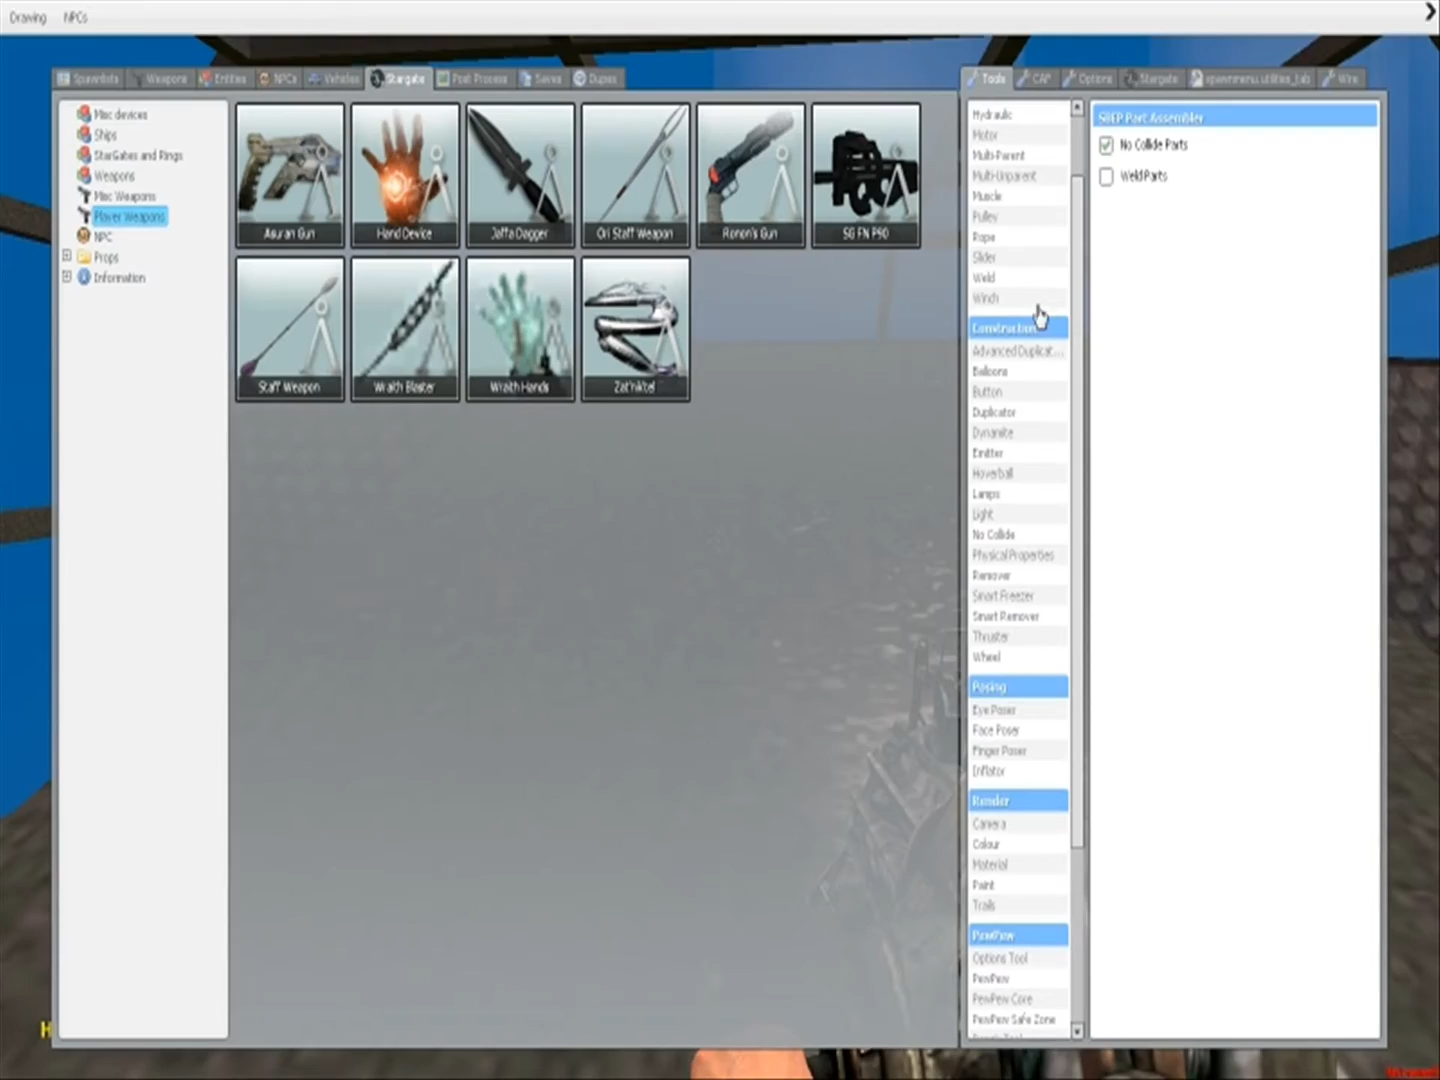 Drawing NPCs
Spawnlists Weapons Entities NPCs Vehicles Stargate Post Process Saves Dupes
Tools CAP Options Stargate spawnmenu.utilities_tab Wire
Misc devices
Ships
StarGates and Rings
Weapons
Misc Weapons
Player Weapons
NPC
Props
Information
Asuran Gun
Hand Device
Jaffa Dagger
Ori Staff Weapon
Ronon's Gun
SG FN P90
Staff Weapon
Wraith Blaster
Wraith Hands
Zat'nik'tel
Hydraulic
Motor
Multi-Parent
Multi-Unparent
Muscle
Pulley
Rope
Slider
Weld
Winch
Construction
Advanced Duplicat...
Balloons
Button
Duplicator
Dynamite
Emitter
Hoverball
Lamps
Light
No Collide
Physical Properties
Remover
Smart Freezer
Smart Remover
Thruster
Wheel
Posing
Eye Poser
Face Poser
Finger Poser
Inflator
Render
Camera
Colour
Material
Paint
Trails
PewPew
Options Tool
PewPew
PewPew Core
PewPew Safe Zone
SBEP Part Assembler
No Collide Parts
Weld Parts
H